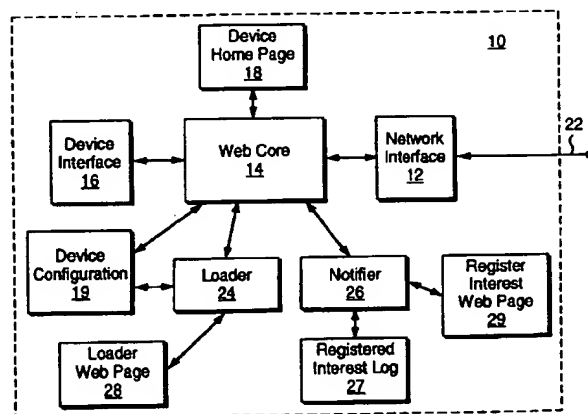 Device
Home Page
18
10
Device
Interface
16
Web Core
14
Network
Interface
12
22
Device
Configuration
19
Loader
24
Notifier
26
Register
Interest
Web Page
29
Loader
Web Page
28
Registered
Interest Log
27